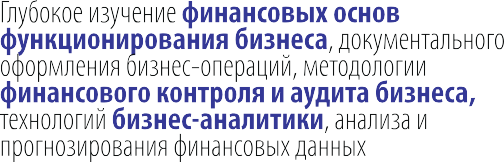 Глубокое изучение финансовых основ
функционирования бизнеса, документального
оформления бизнес-операций, методологии
финансового контроля и аудита бизнеса,
технологий бизнес-аналитики, анализа и
прогнозирования финансовых данных